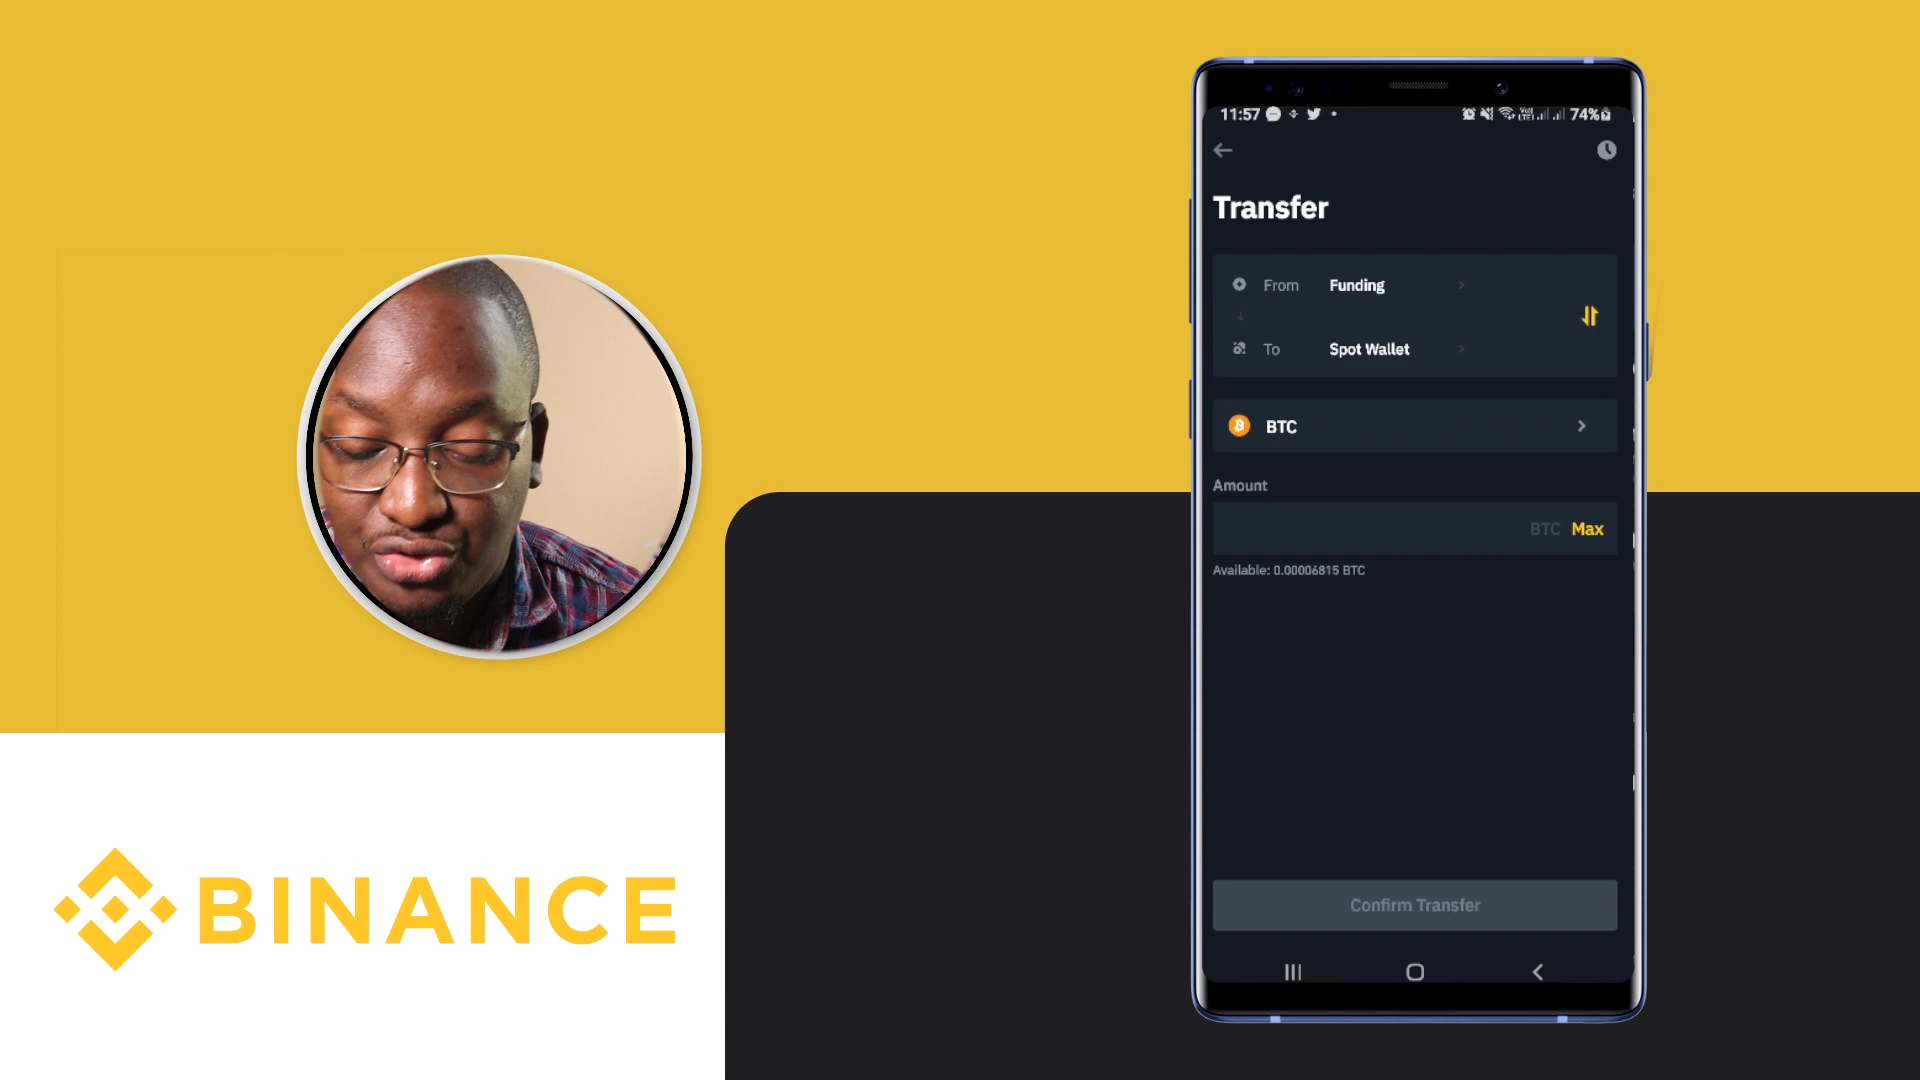 11:57 74%
Transfer
From Funding
To Spot Wallet
BTC
Amount
BTC Max
Available: 0.00006815 BTC
Confirm Transfer
BINANCE